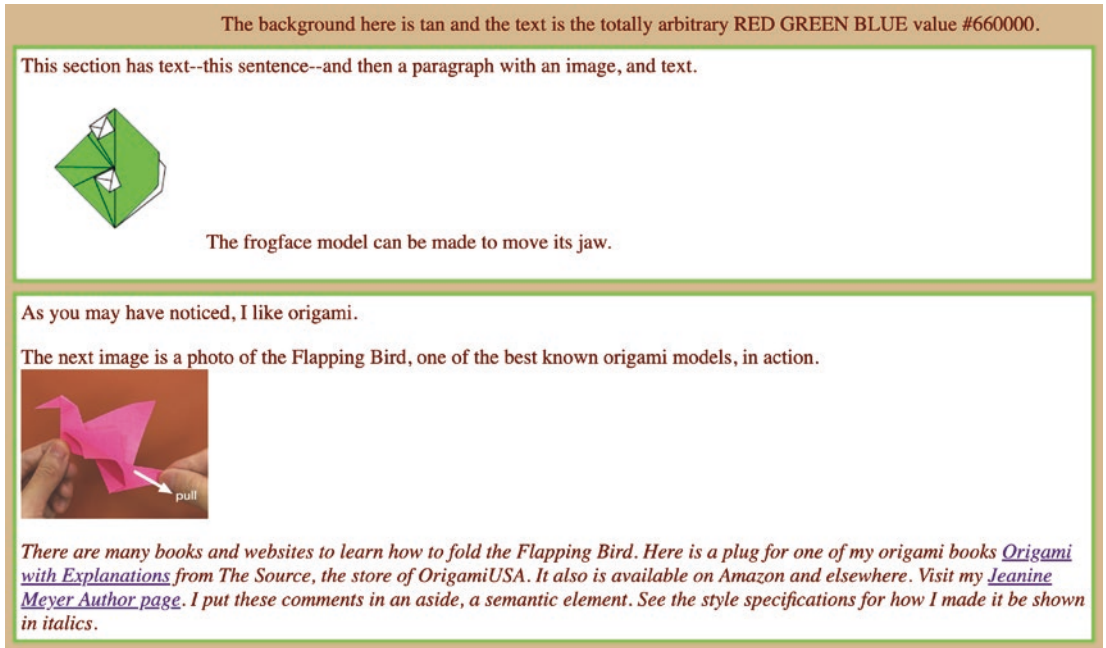 The background here is tan and the text is the totally arbitrary RED GREEN BLUE value #660000.
This section has text--this sentence--and then a paragraph with an image, and text.
The frogface model can be made to move its jaw.
As you may have noticed, I like origami.
The next image is a photo of the Flapping Bird, one of the best known origami models, in action.
pull
There are many books and websites to learn how to fold the Flapping Bird. Here is a plug for one of my origami books Origami
with Explanations from The Source, the store of OrigamiUSA. It also is available on Amazon and elsewhere. Visit my Jeanine
Meyer Author page. I put these comments in an aside, a semantic element. See the style specifications for how I made it be shown
in italics.